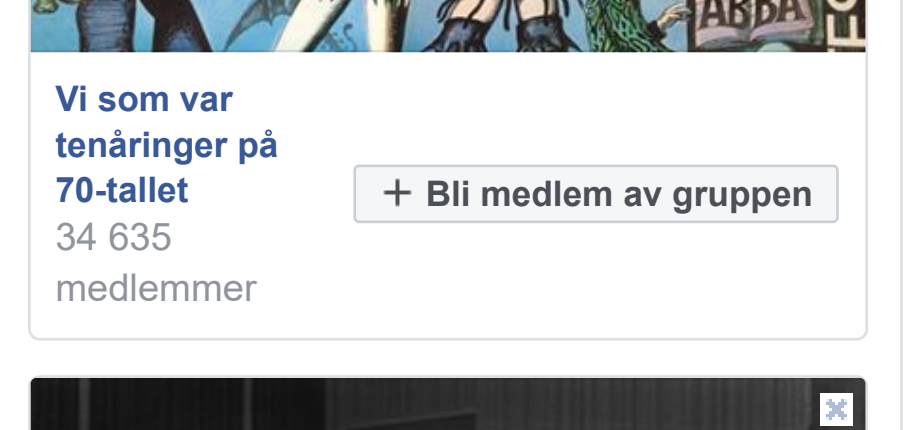 ABBA
Vi som var
tenåringer på
70-tallet
+ Bli medlem av gruppen
34 635
medlemmer